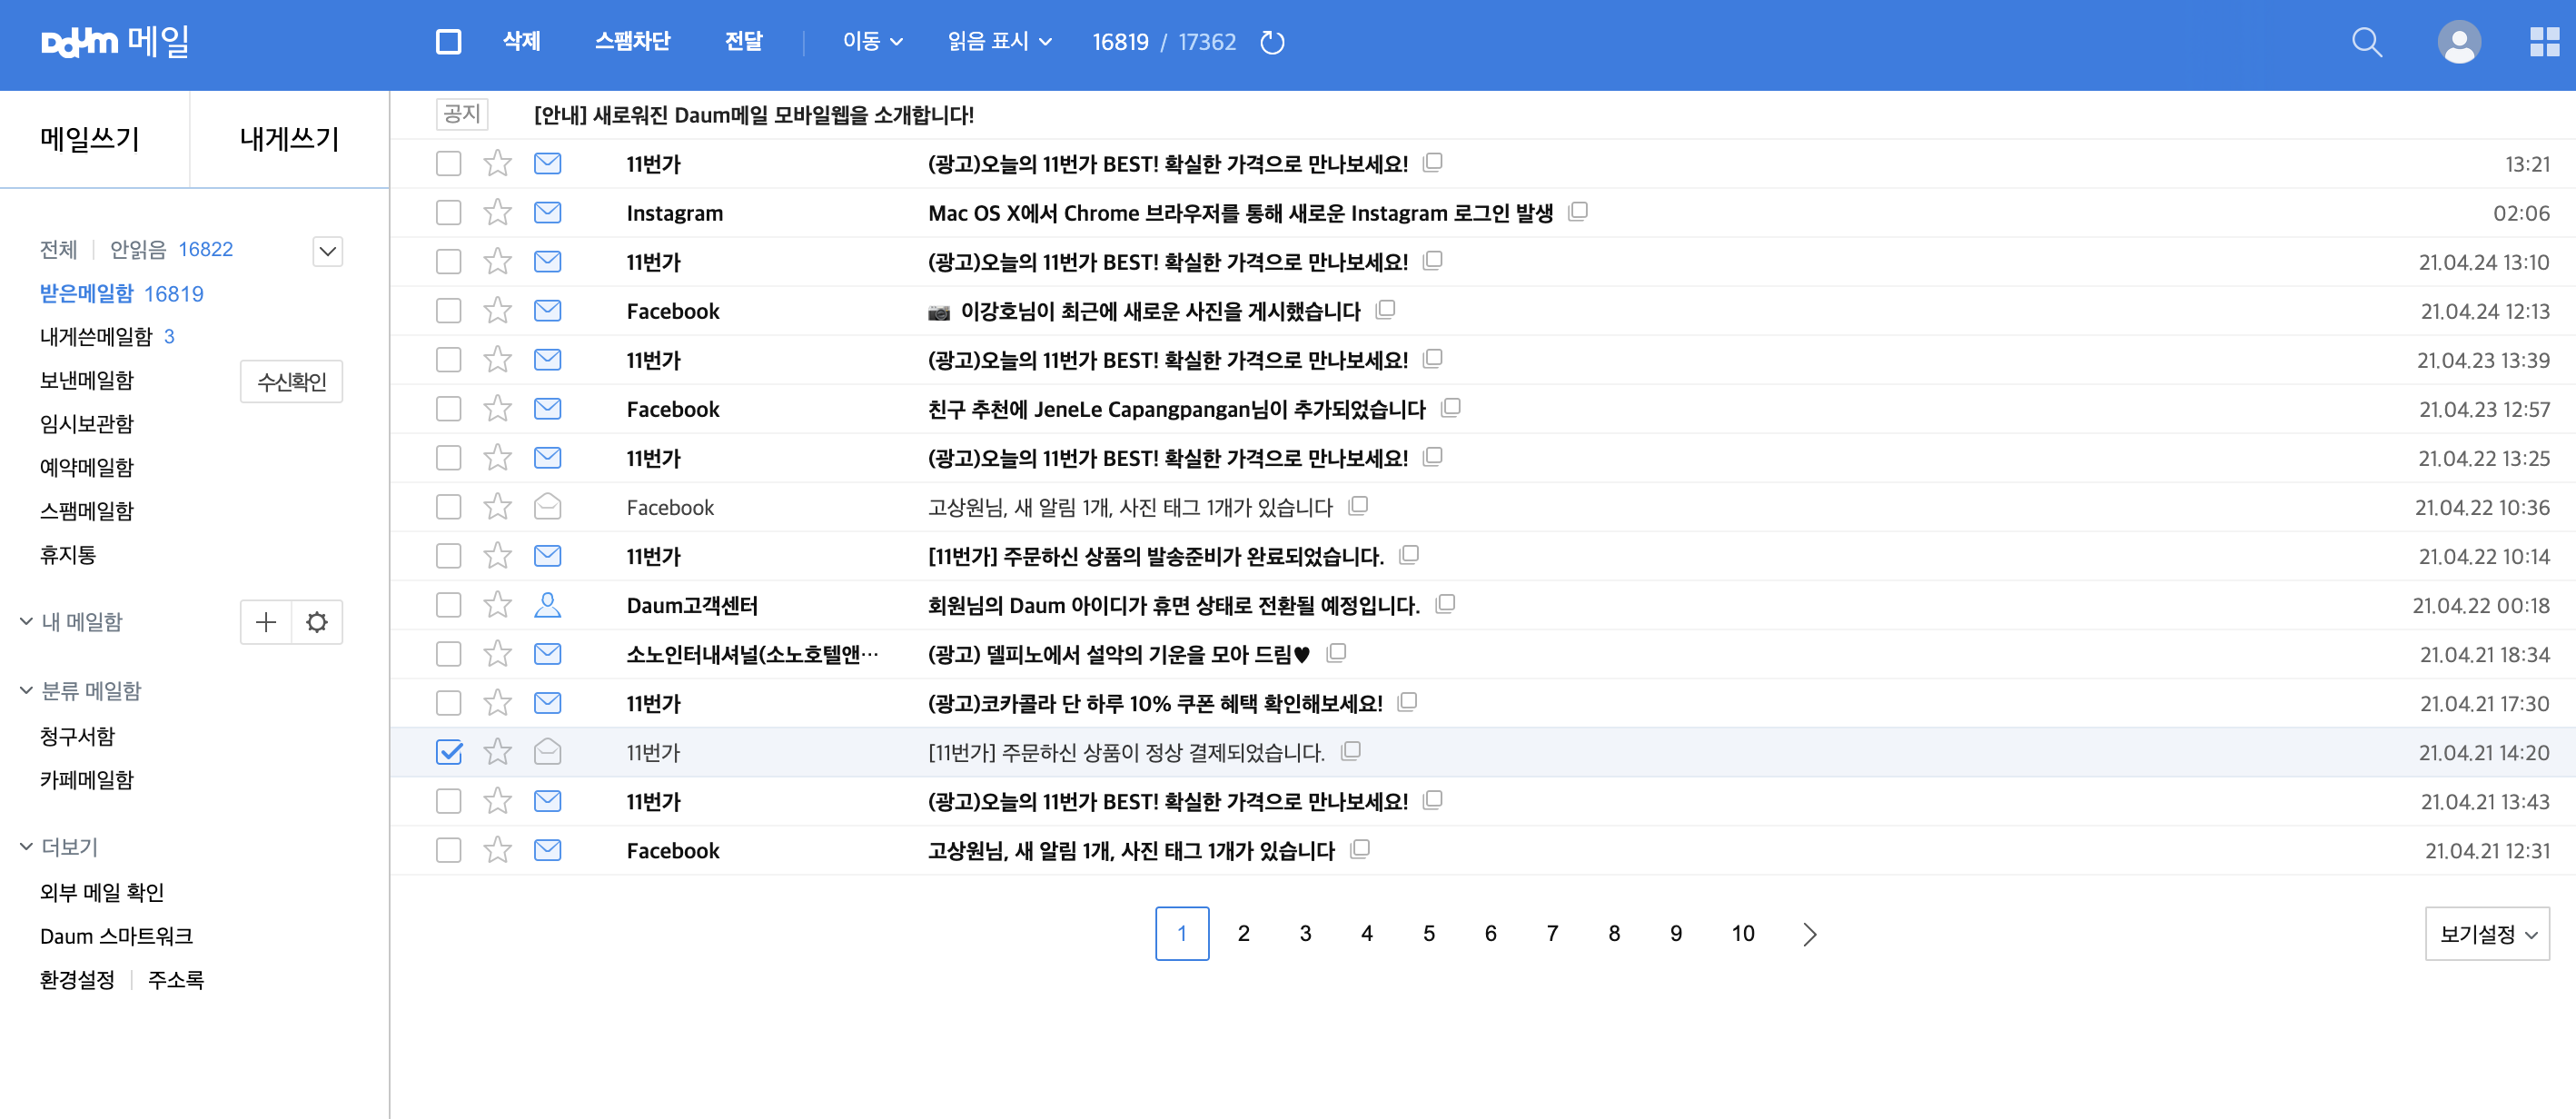 Daum 메일
삭제 스팸차단 전달 이동 읽음 표시 16819 / 17362
메일쓰기 내게쓰기
전체 안읽음 16822
받은메일함 16819
내게쓴메일함 3
보낸메일함 수신확인
임시보관함
예약메일함
스팸메일함
휴지통
내 메일함
분류 메일함
청구서함
카페메일함
더보기
외부 메일 확인
Daum 스마트워크
환경설정 주소록
공지 [안내] 새로워진 Daum메일 모바일웹을 소개합니다!
11번가 (광고)오늘의 11번가 BEST! 확실한 가격으로 만나보세요! 13:21
Instagram Mac OS X에서 Chrome 브라우저를 통해 새로운 Instagram 로그인 발생 02:06
11번가 (광고)오늘의 11번가 BEST! 확실한 가격으로 만나보세요! 21.04.24 13:10
Facebook 📷 이강호님이 최근에 새로운 사진을 게시했습니다 21.04.24 12:13
11번가 (광고)오늘의 11번가 BEST! 확실한 가격으로 만나보세요! 21.04.23 13:39
Facebook 친구 추천에 JeneLe Capangpangan님이 추가되었습니다 21.04.23 12:57
11번가 (광고)오늘의 11번가 BEST! 확실한 가격으로 만나보세요! 21.04.22 13:25
Facebook 고상원님, 새 알림 1개, 사진 태그 1개가 있습니다 21.04.22 10:36
11번가 [11번가] 주문하신 상품의 발송준비가 완료되었습니다. 21.04.22 10:14
Daum고객센터 회원님의 Daum 아이디가 휴면 상태로 전환될 예정입니다. 21.04.22 00:18
소노인터내셔널(소노호텔앤… (광고) 델피노에서 설악의 기운을 모아 드림♥ 21.04.21 18:34
11번가 (광고)코카콜라 단 하루 10% 쿠폰 혜택 확인해보세요! 21.04.21 17:30
11번가 [11번가] 주문하신 상품이 정상 결제되었습니다. 21.04.21 14:20
11번가 (광고)오늘의 11번가 BEST! 확실한 가격으로 만나보세요! 21.04.21 13:43
Facebook 고상원님, 새 알림 1개, 사진 태그 1개가 있습니다 21.04.21 12:31
1 2 3 4 5 6 7 8 9 10
보기설정